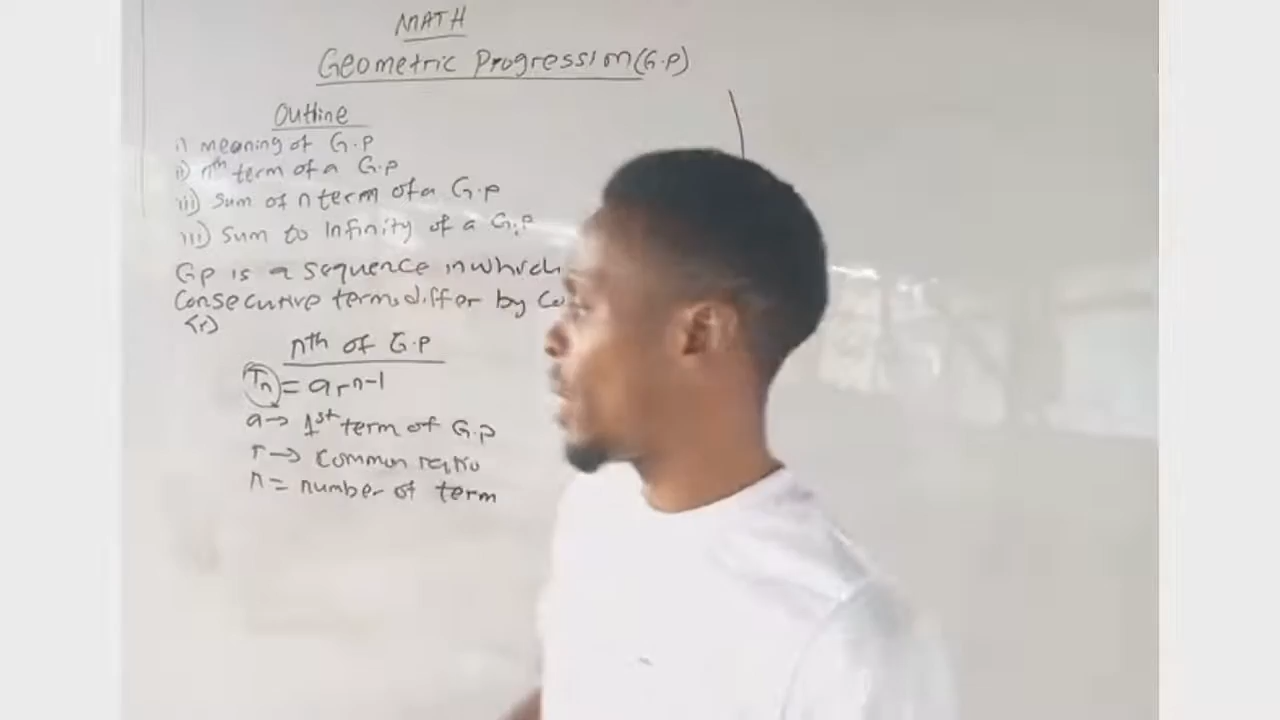 MATH
Geometric Progression(G.P)
Outline
i) meaning of G.P
ii) nth term of a G.P
iii) Sum of n term of a G.P
iii) Sum to Infinity of a G.P
GP is a sequence in which
Consecutive terms differ by
(r)
nth of G.P
Tn = arn-1
a→ 1st term of G.P
r→ Common ratio
n= number of term